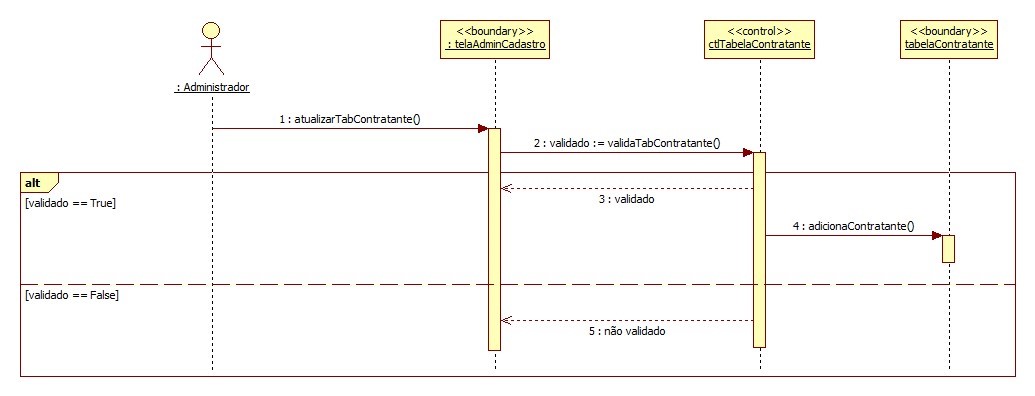 <<boundary>>
: telaAdminCadastro
<<control>>
ctlTabelaContratante
<<boundary>>
tabelaContratante
: Administrador
1 : atualizarTabContratante()
2 : validado := validaTabContratante()
alt
[validado == True]
3 : validado
4 : adicionaContratante()
[validado == False]
5 : não validado